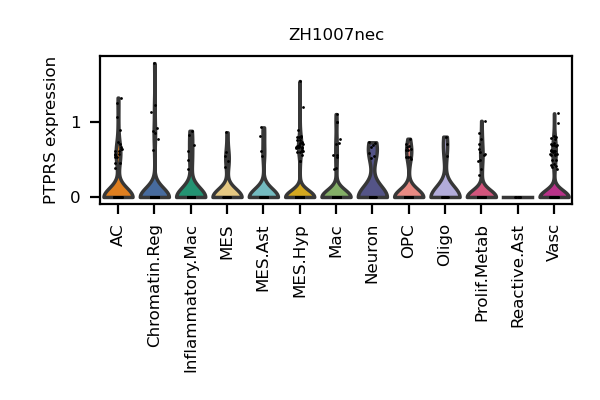 ZH1007nec
PTPRS expression
1
0
AC
Chromatin.Reg
Inflammatory.Mac
MES
MES.Ast
MES.Hyp
Mac
Neuron
OPC
Oligo
Prolif.Metab
Reactive.Ast
Vasc